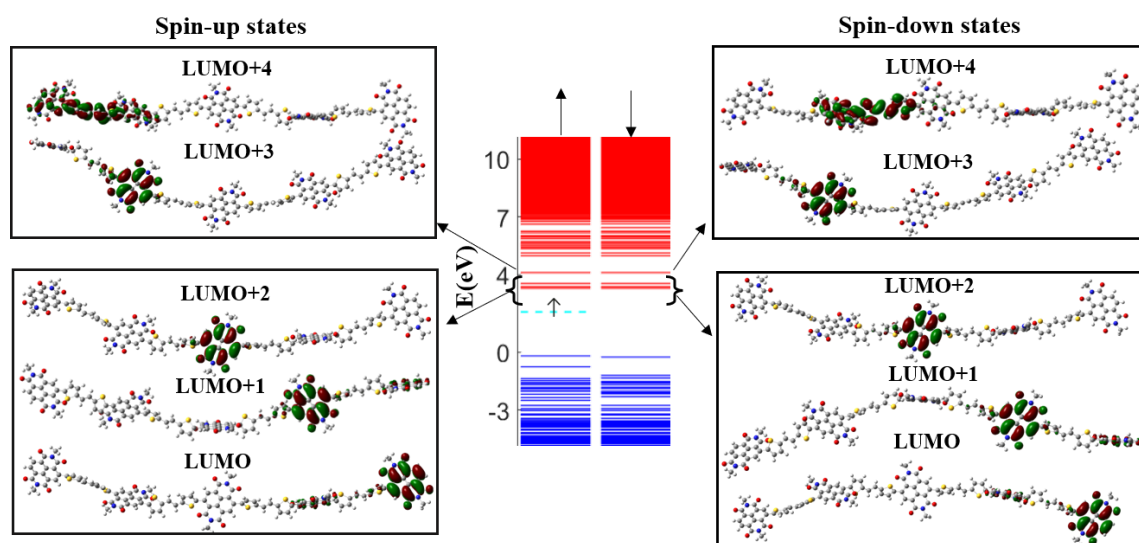 Spin-up states
Spin-down states
LUMO+4
LUMO+3
LUMO+2
LUMO+1
LUMO
E(eV)
10
7
4
0
-3
LUMO+4
LUMO+3
LUMO+2
LUMO+1
LUMO